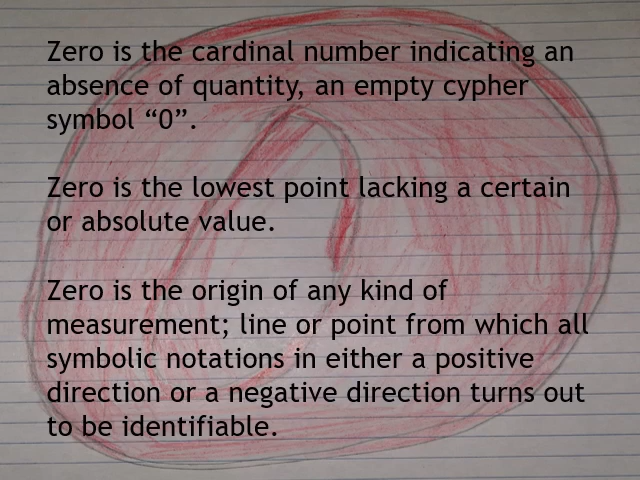 Zero is the cardinal number indicating an
absence of quantity, an empty cypher
symbol “0”.
Zero is the lowest point lacking a certain
or absolute value.
Zero is the origin of any kind of
measurement; line or point from which all
symbolic notations in either a positive
direction or a negative direction turns out
to be identifiable.